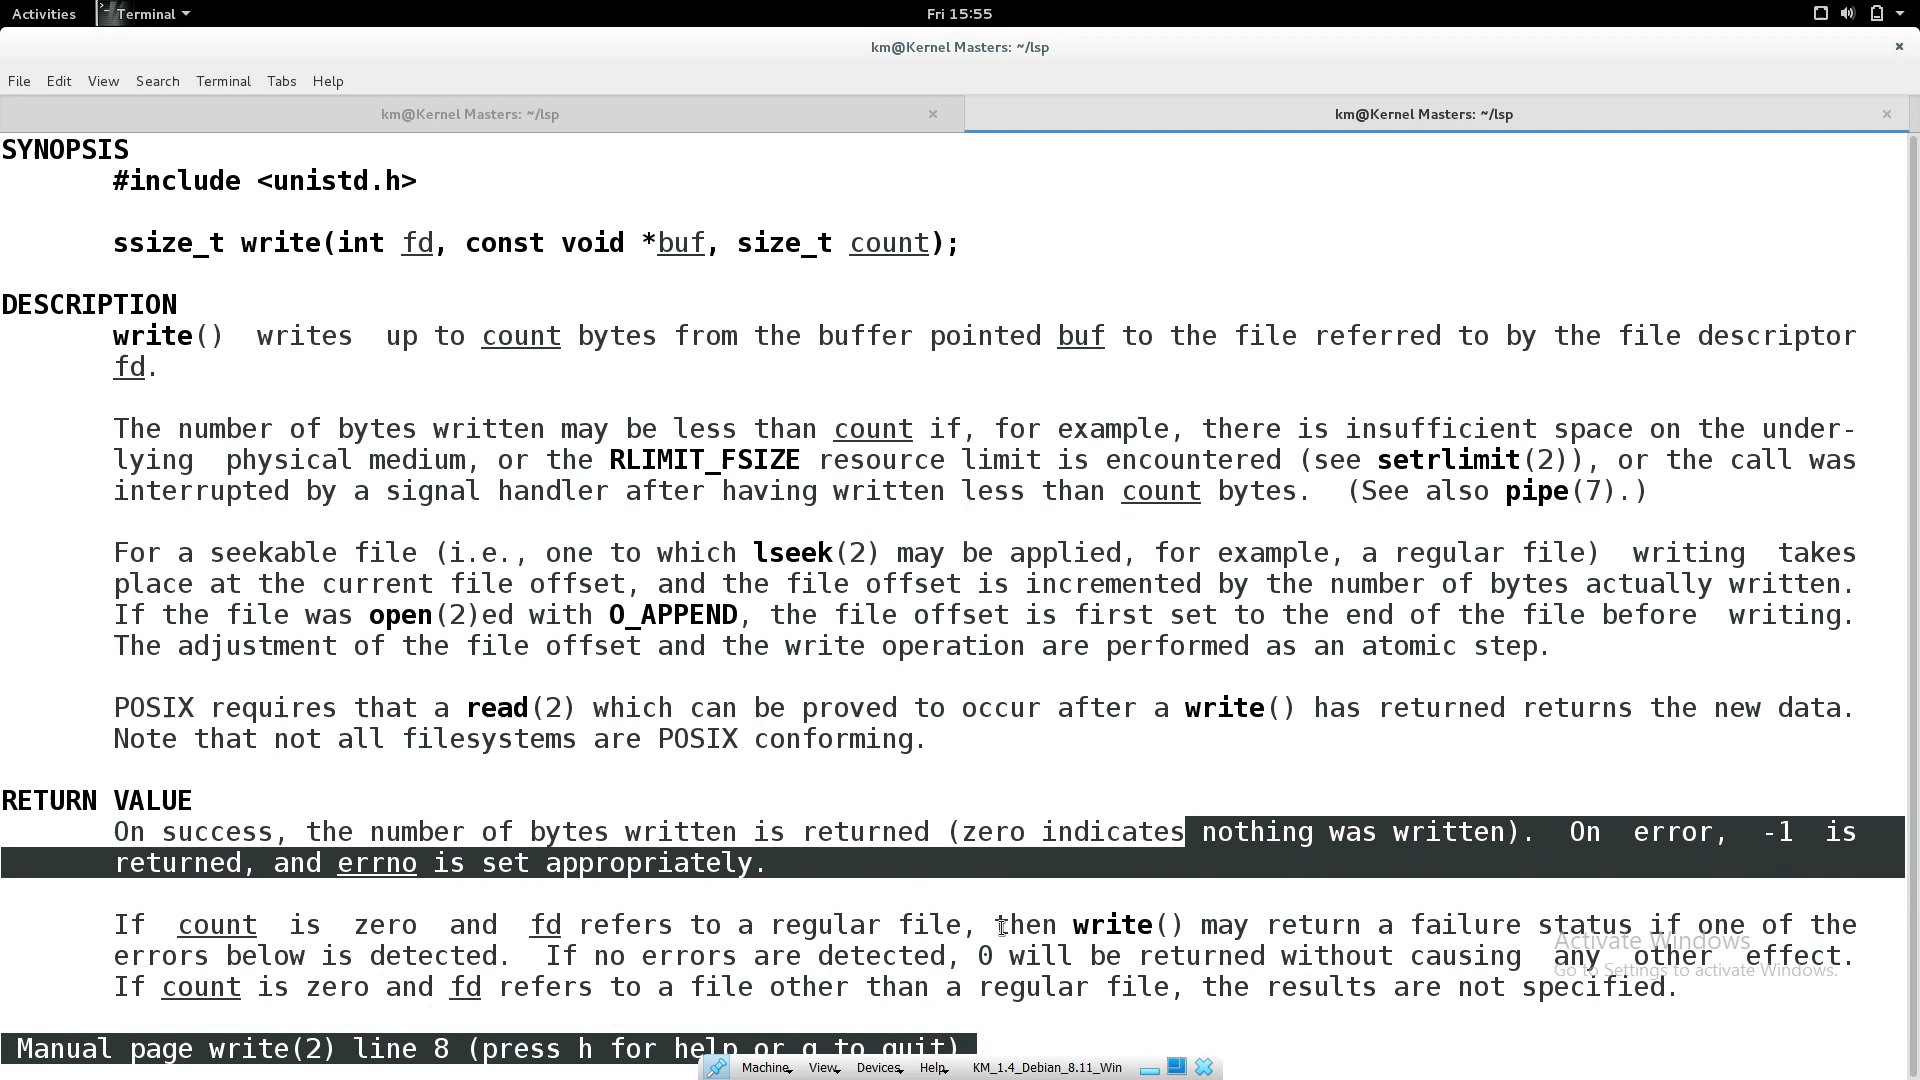 Activities
Terminal
Fri 15:55
km@Kernel Masters: ~/lsp
File Edit View Search Terminal Tabs Help
km@Kernel Masters: ~/lsp
km@Kernel Masters: ~/lsp
SYNOPSIS
#include <unistd.h>
ssize_t write(int fd, const void *buf, size_t count);
DESCRIPTION
write() writes up to count bytes from the buffer pointed buf to the file referred to by the file descriptor
fd.
The number of bytes written may be less than count if, for example, there is insufficient space on the under-
lying physical medium, or the RLIMIT_FSIZE resource limit is encountered (see setrlimit(2)), or the call was
interrupted by a signal handler after having written less than count bytes. (See also pipe(7).)
For a seekable file (i.e., one to which lseek(2) may be applied, for example, a regular file) writing takes
place at the current file offset, and the file offset is incremented by the number of bytes actually written.
If the file was open(2)ed with O_APPEND, the file offset is first set to the end of the file before writing.
The adjustment of the file offset and the write operation are performed as an atomic step.
POSIX requires that a read(2) which can be proved to occur after a write() has returned returns the new data.
Note that not all filesystems are POSIX conforming.
RETURN VALUE
On success, the number of bytes written is returned (zero indicates nothing was written). On error, -1 is
returned, and errno is set appropriately.
If count is zero and fd refers to a regular file, then write() may return a failure status if one of the
errors below is detected. If no errors are detected, 0 will be returned without causing any other effect.
If count is zero and fd refers to a file other than a regular file, the results are not specified.
Activate Windows
Go to Settings to activate Windows.
Manual page write(2) line 8 (press h for help or q to quit)
Machine View Devices Help KM_1.4_Debian_8.11_Win